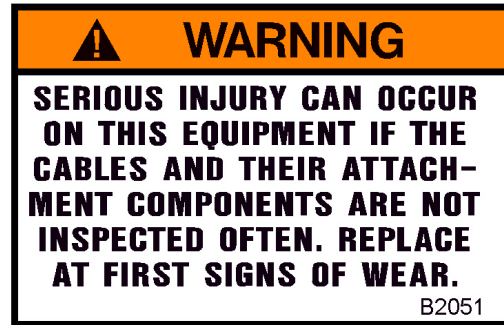 WARNING
SERIOUS INJURY CAN OCCUR
ON THIS EQUIPMENT IF THE
CABLES AND THEIR ATTACH-
MENT COMPONENTS ARE NOT
INSPECTED OFTEN. REPLACE
AT FIRST SIGNS OF WEAR.
B2051